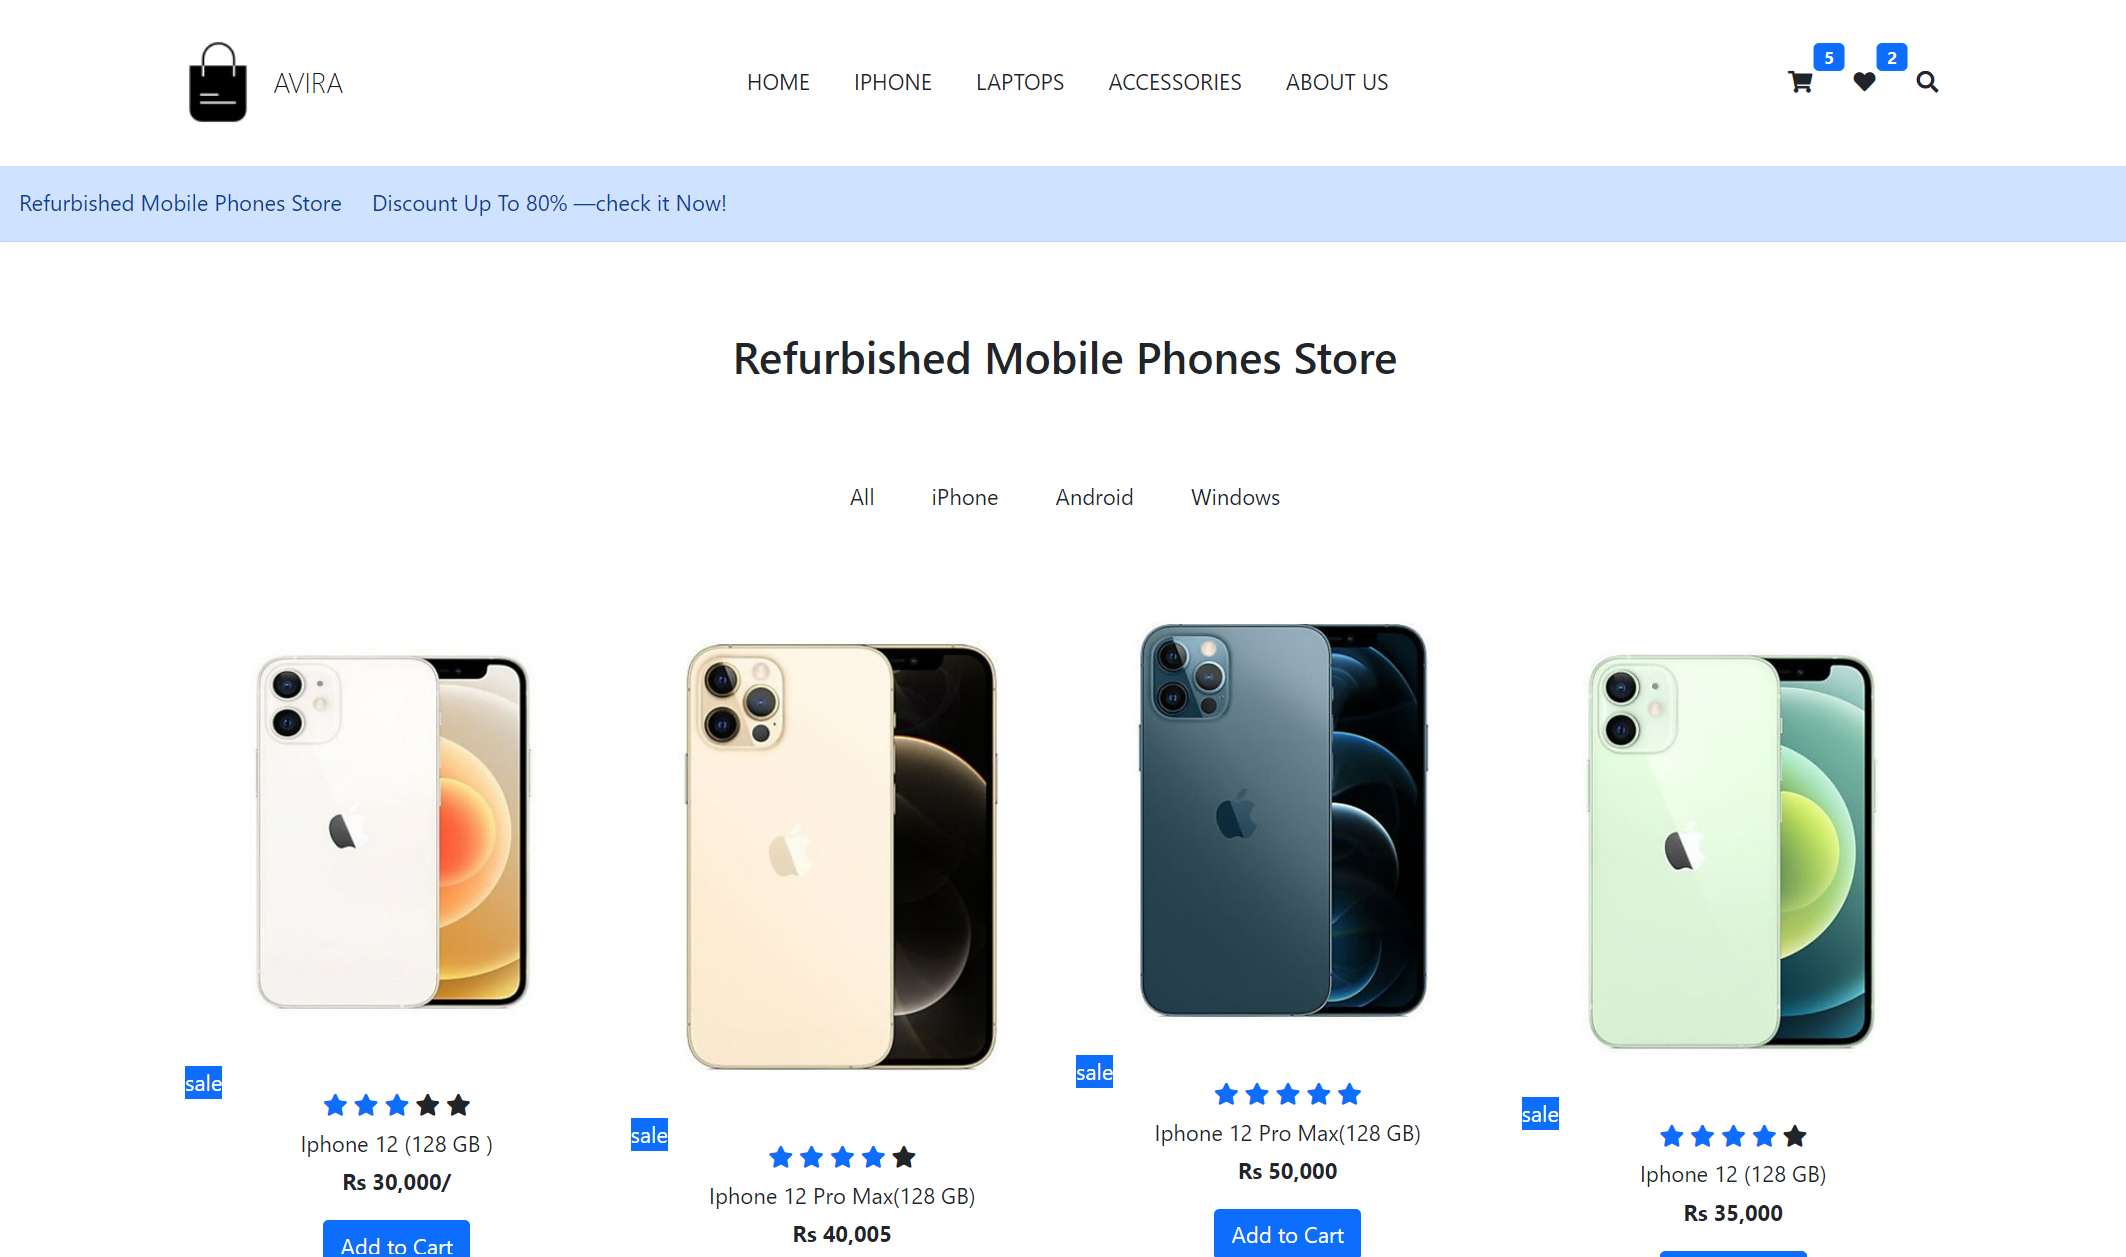 AVIRA
HOME IPHONE LAPTOPS ACCESSORIES ABOUT US
5 2
Refurbished Mobile Phones Store Discount Up To 80% —check it Now!
Refurbished Mobile Phones Store
All iPhone Android Windows
sale
Iphone 12 (128 GB )
Rs 30,000/
Add to Cart
sale
Iphone 12 Pro Max(128 GB)
Rs 40,005
sale
Iphone 12 Pro Max(128 GB)
Rs 50,000
Add to Cart
sale
Iphone 12 (128 GB)
Rs 35,000